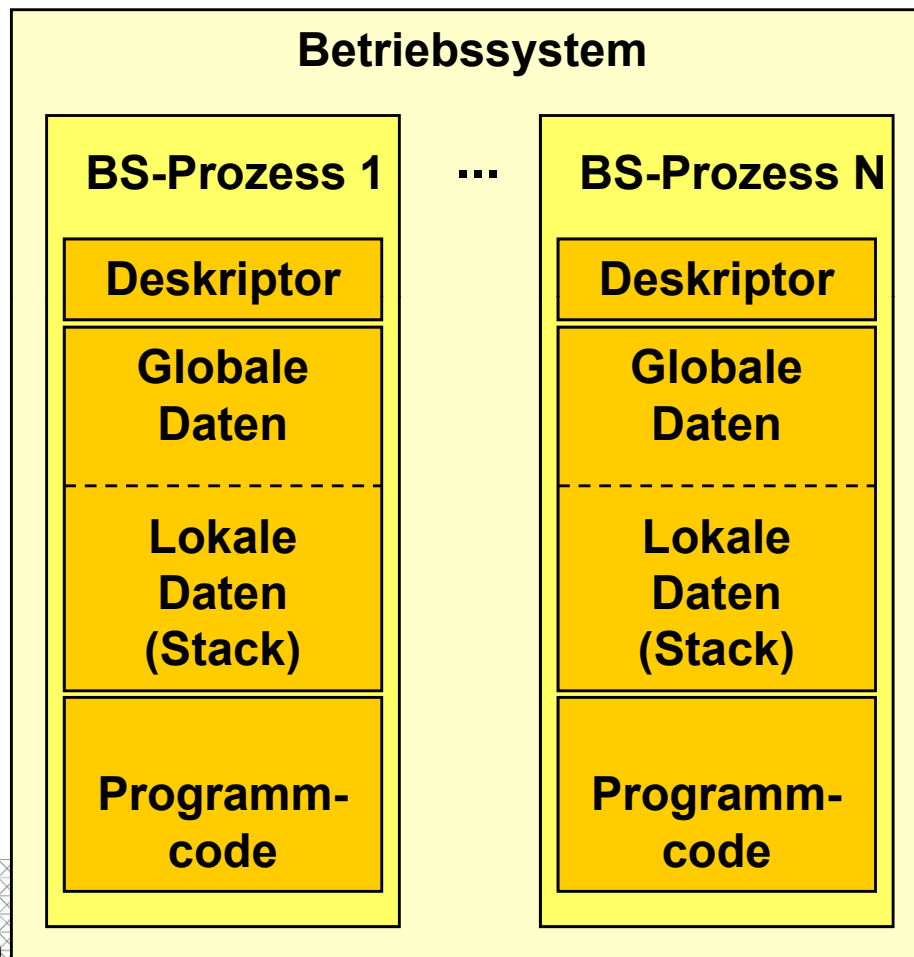 Betriebssystem
BS-Prozess 1
...
BS-Prozess N
Deskriptor
Globale
Daten
Lokale
Daten
(Stack)
Programm-
code
Deskriptor
Globale
Daten
Lokale
Daten
(Stack)
Programm-
code